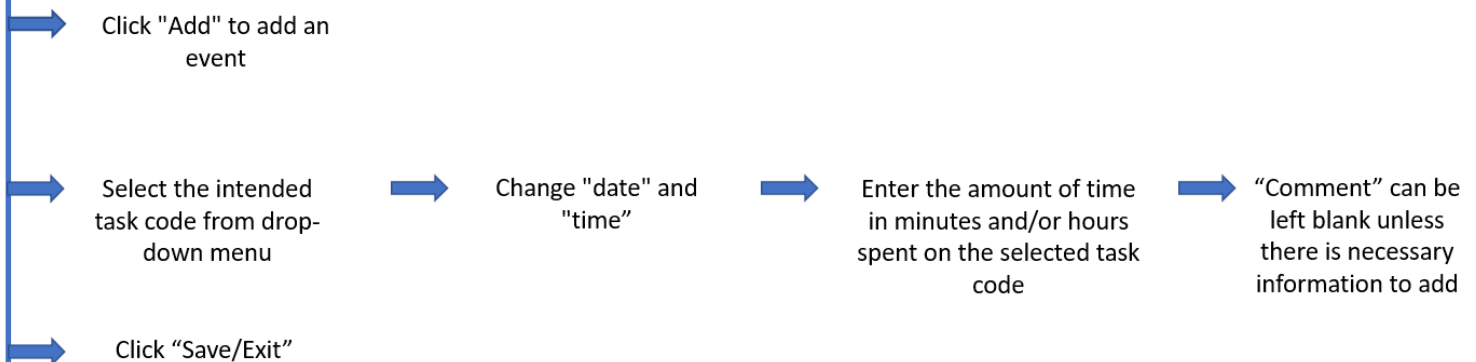 Click "Add" to add an
event
Select the intended
task code from drop-
down menu
Change "date" and
"time”
Enter the amount of time
in minutes and/or hours
spent on the selected task
code
“Comment” can be
left blank unless
there is necessary
information to add
Click “Save/Exit”